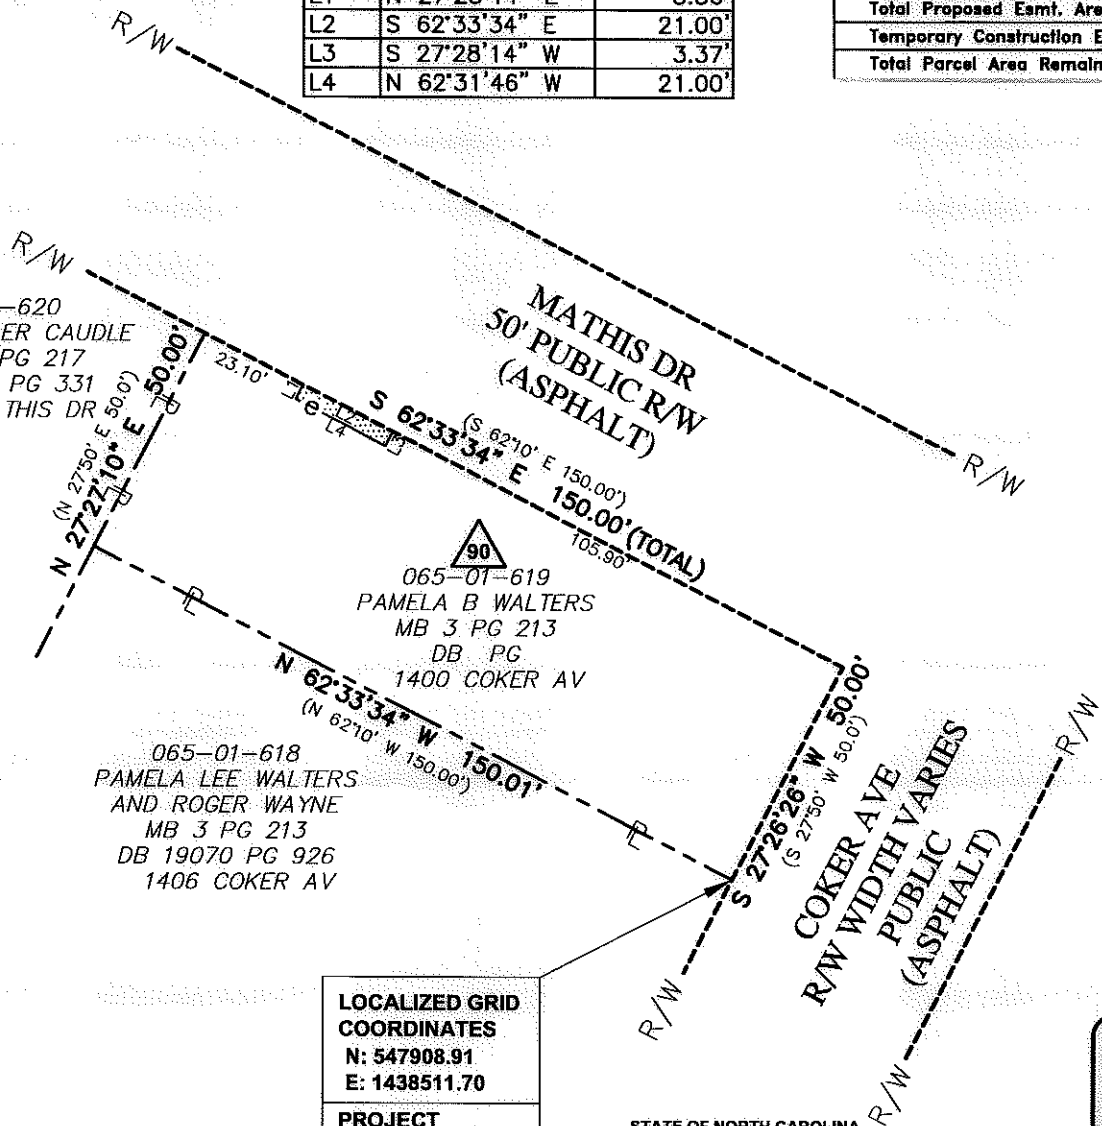 L2 S 62°33'34" E 21.00'
L3 S 27°28'14" W 3.37'
L4 N 62°31'46" W 21.00'
Total Proposed Esmt.
Temporary Construction
Total Parcel Area
R/W
R/W
MATHIS DR
50' PUBLIC R/W
(ASPHALT)
R/W
-620
ER CAUDLE
PG 217
PG 331
THIS DR
N 27°27'10" E 50.00'
(N 27°50' E 50.0')
23.10'
L2
L4
L3
S 62°33'34" E 150.00'(TOTAL)
(S 62°10' E 150.00')
105.90'
90
065-01-619
PAMELA B WALTERS
MB 3 PG 213
DB PG
1400 COKER AV
N 62°33'34" W 150.01'
(N 62°10' W 150.00')
065-01-618
PAMELA LEE WALTERS
AND ROGER WAYNE
MB 3 PG 213
DB 19070 PG 926
1406 COKER AV
S 27°26'26" W 50.00'
(S 27°50' W 50.0')
COKER AVE
R/W WIDTH VARIES
PUBLIC
(ASPHALT)
R/W
R/W
R/W
LOCALIZED GRID
COORDINATES
N: 547908.91
E: 1438511.70
PROJECT
STATE OF NORTH CAROLINA